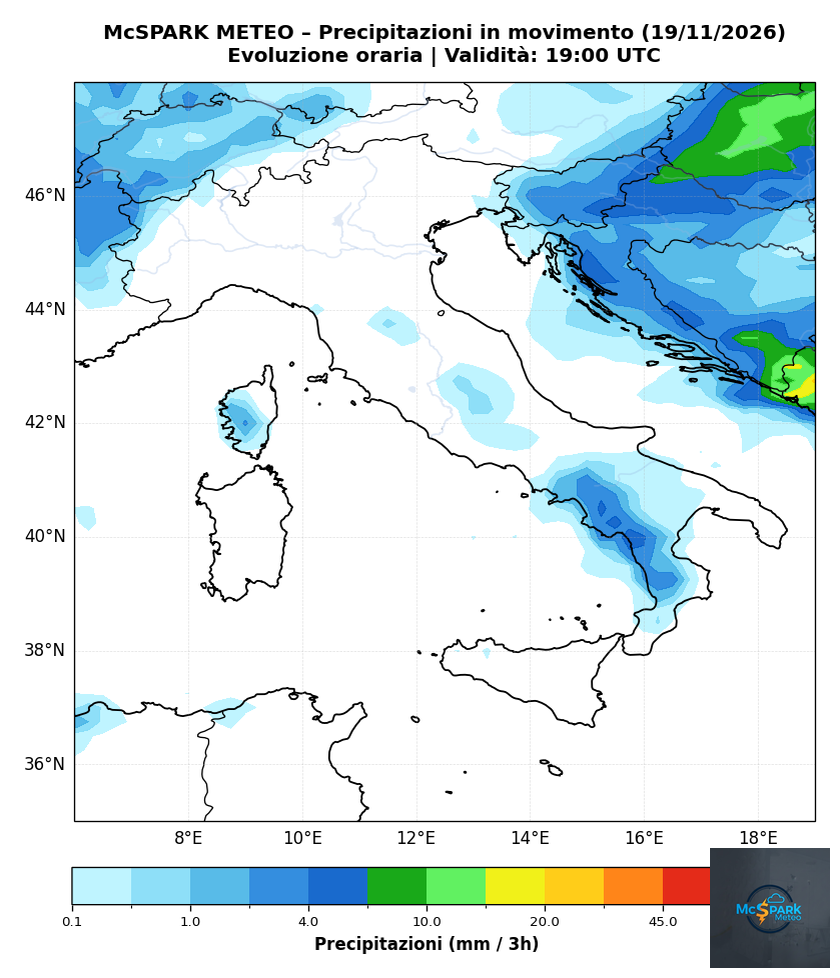 McSPARK METEO – Precipitazioni in movimento (19/11/2026)
Evoluzione oraria | Validità: 19:00 UTC
46°N
44°N
42°N
40°N
38°N
36°N
8°E 10°E 12°E 14°E 16°E 18°E
0.1 1.0 4.0 10.0 20.0 45.0
Precipitazioni (mm / 3h)
McSPARK
Meteo